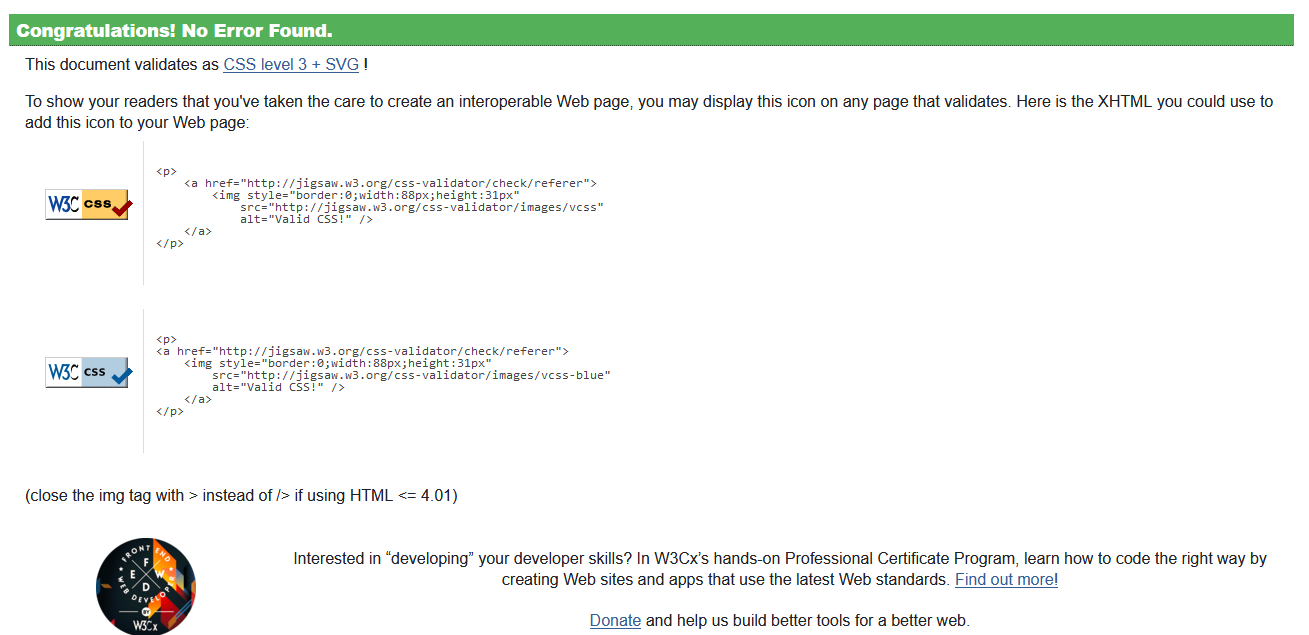 Congratulations! No Error Found.
This document validates as CSS level 3 + SVG !
To show your readers that you've taken the care to create an interoperable Web page, you may display this icon on any page that validates. Here is the XHTML you could use to
add this icon to your Web page:
W3C css
<p>
    <a href="http://jigsaw.w3.org/css-validator/check/referer">
        <img style="border:0;width:88px;height:31px"
            src="http://jigsaw.w3.org/css-validator/images/vcss"
            alt="Valid CSS!" />
    </a>
</p>
W3C css
<p>
<a href="http://jigsaw.w3.org/css-validator/check/referer">
    <img style="border:0;width:88px;height:31px"
        src="http://jigsaw.w3.org/css-validator/images/vcss-blue"
        alt="Valid CSS!" />
    </a>
</p>
(close the img tag with > instead of /> if using HTML <= 4.01)
FRONT END
WEB DEVELOPER
F
E W
D
BY
W3Cx
Interested in “developing” your developer skills? In W3Cx’s hands-on Professional Certificate Program, learn how to code the right way by
creating Web sites and apps that use the latest Web standards. Find out more!
Donate and help us build better tools for a better web.